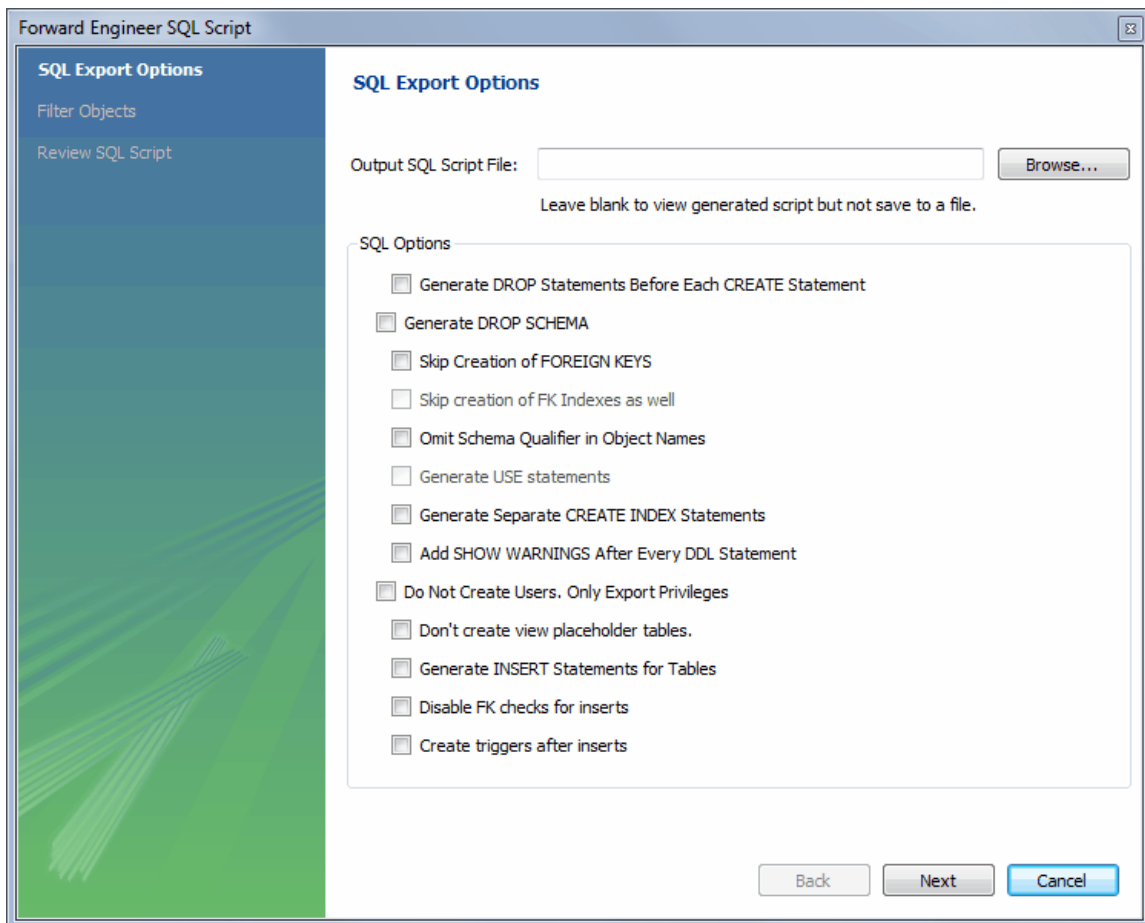 Forward Engineer SQL Script
SQL Export Options
Filter Objects
Review SQL Script
SQL Export Options
Output SQL Script File:
Browse...
Leave blank to view generated script but not save to a file.
SQL Options
Generate DROP Statements Before Each CREATE Statement
Generate DROP SCHEMA
Skip Creation of FOREIGN KEYS
Skip creation of FK Indexes as well
Omit Schema Qualifier in Object Names
Generate USE statements
Generate Separate CREATE INDEX Statements
Add SHOW WARNINGS After Every DDL Statement
Do Not Create Users. Only Export Privileges
Don't create view placeholder tables.
Generate INSERT Statements for Tables
Disable FK checks for inserts
Create triggers after inserts
Back Next Cancel